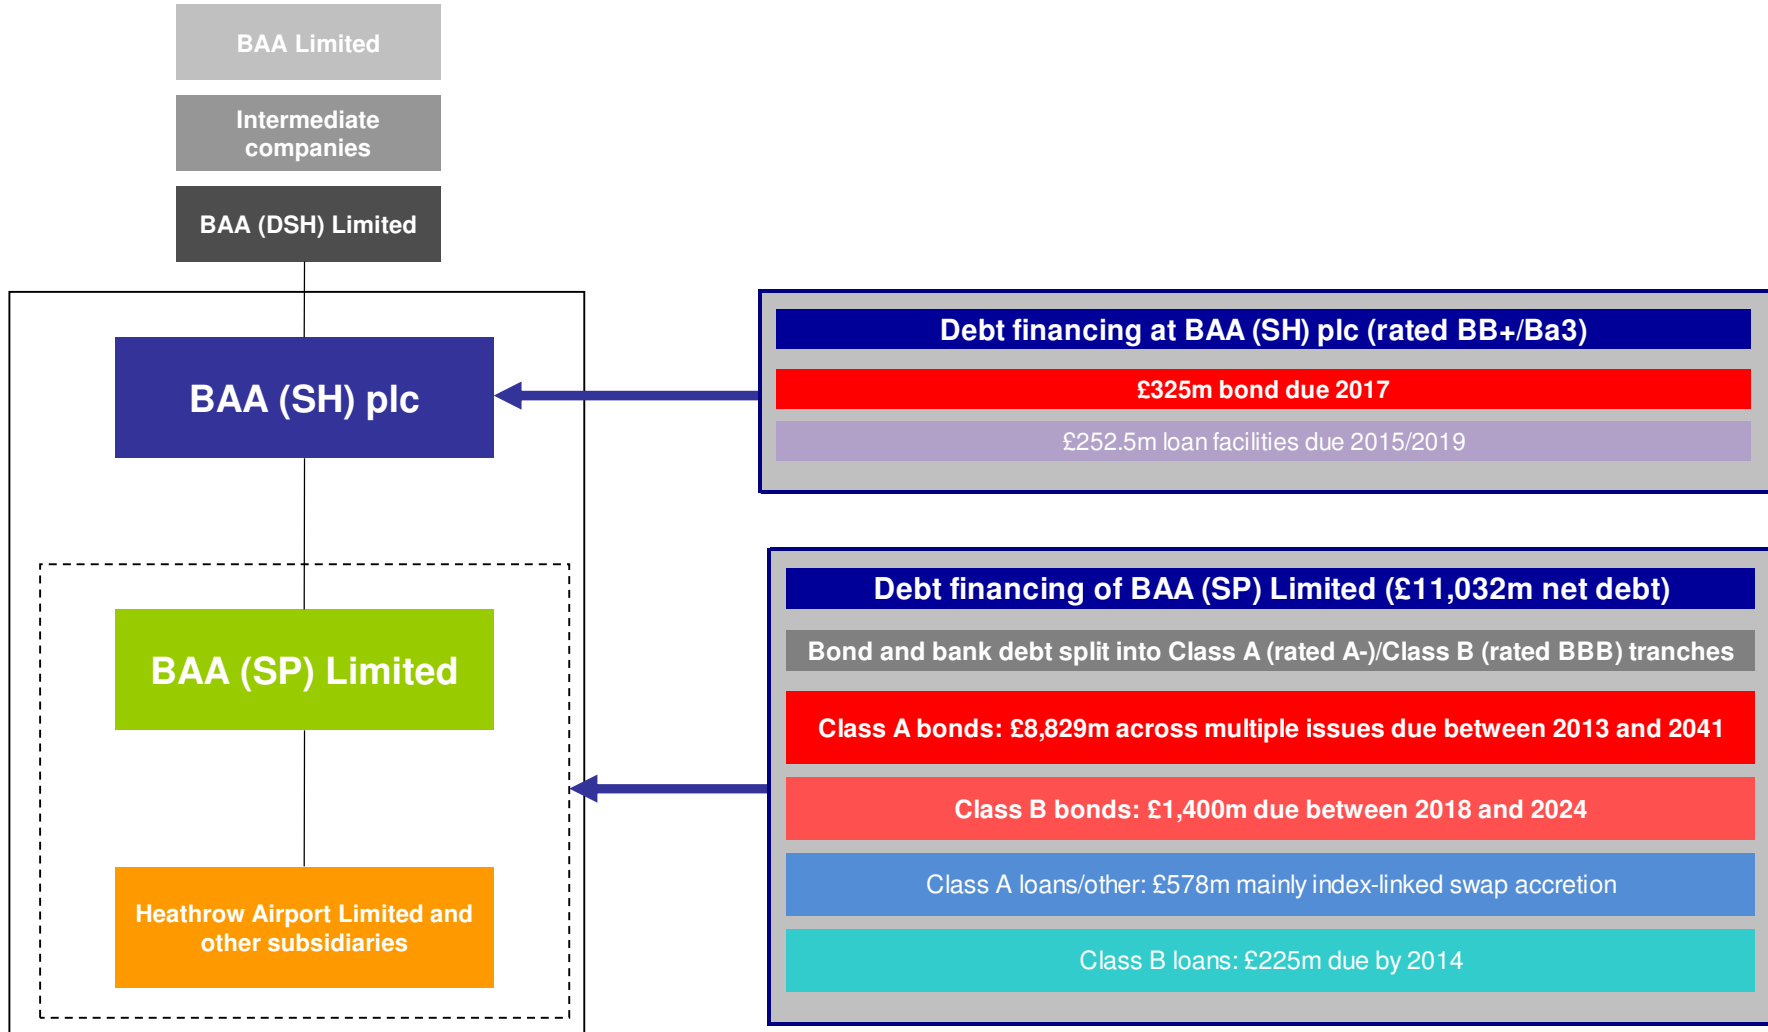 BAA Limited
Intermediate
companies
BAA (DSH) Limited
BAA (SH) plc
BAA (SP) Limited
Heathrow Airport Limited and
other subsidiaries
Debt financing at BAA (SH) plc (rated BB+/Ba3)
£325m bond due 2017
£252.5m loan facilities due 2015/2019
Debt financing of BAA (SP) Limited (£11,032m net debt)
Bond and bank debt split into Class A (rated A-)/Class B (rated BBB) tranches
Class A bonds: £8,829m across multiple issues due between 2013 and 2041
Class B bonds: £1,400m due between 2018 and 2024
Class A loans/other: £578m mainly index-linked swap accretion
Class B loans: £225m due by 2014